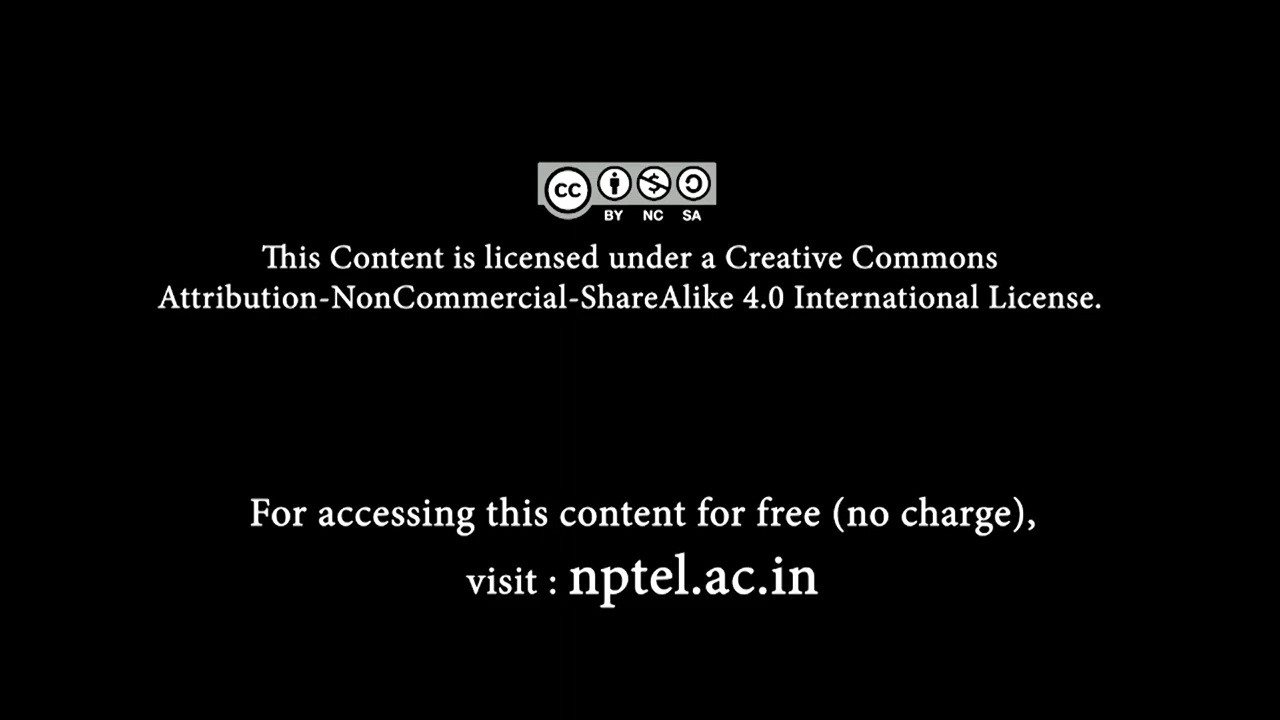 cc
BY NC SA
This Content is licensed under a Creative Commons
Attribution-NonCommercial-ShareAlike 4.0 International License.
For accessing this content for free (no charge),
visit : nptel.ac.in